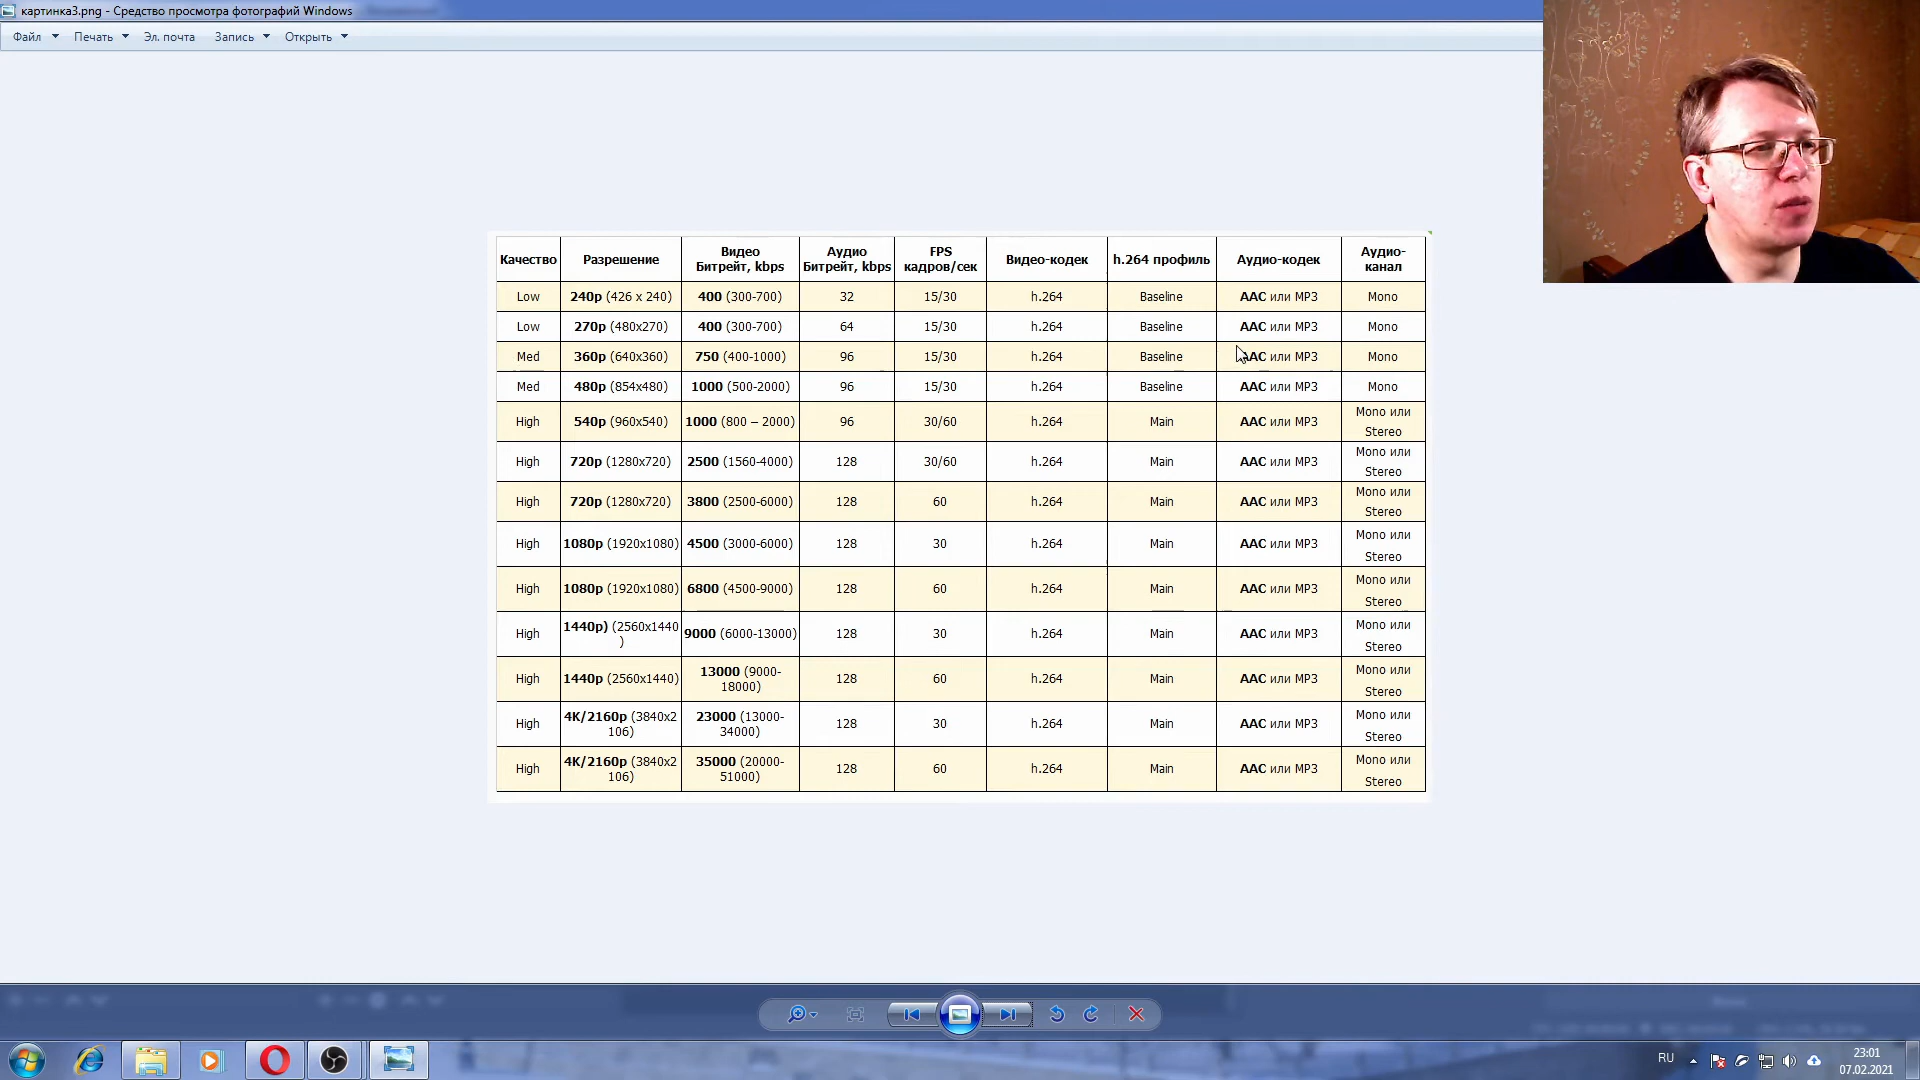 картинка3.png - Средство просмотра фотографий Windows
Файл Печать Эл. почта Запись Открыть
Качество Разрешение Видео Битрейт, kbps Аудио Битрейт, kbps FPS кадров/сек Видео-кодек h.264 профиль Аудио-кодек Аудио-канал
Low 240p (426 x 240) 400 (300-700) 32 15/30 h.264 Baseline AAC или MP3 Mono
Low 270p (480x270) 400 (300-700) 64 15/30 h.264 Baseline AAC или MP3 Mono
Med 360p (640x360) 750 (400-1000) 96 15/30 h.264 Baseline AAC или MP3 Mono
Med 480p (854x480) 1000 (500-2000) 96 15/30 h.264 Baseline AAC или MP3 Mono
High 540p (960x540) 1000 (800 – 2000) 96 30/60 h.264 Main AAC или MP3 Mono или Stereo
High 720p (1280x720) 2500 (1560-4000) 128 30/60 h.264 Main AAC или MP3 Mono или Stereo
High 720p (1280x720) 3800 (2500-6000) 128 60 h.264 Main AAC или MP3 Mono или Stereo
High 1080p (1920x1080) 4500 (3000-6000) 128 30 h.264 Main AAC или MP3 Mono или Stereo
High 1080p (1920x1080) 6800 (4500-9000) 128 60 h.264 Main AAC или MP3 Mono или Stereo
High 1440p) (2560x1440) 9000 (6000-13000) 128 30 h.264 Main AAC или MP3 Mono или Stereo
High 1440p (2560x1440) 13000 (9000-18000) 128 60 h.264 Main AAC или MP3 Mono или Stereo
High 4K/2160p (3840x2106) 23000 (13000-34000) 128 30 h.264 Main AAC или MP3 Mono или Stereo
High 4K/2160p (3840x2106) 35000 (20000-51000) 128 60 h.264 Main AAC или MP3 Mono или Stereo
RU
23:01
07.02.2021